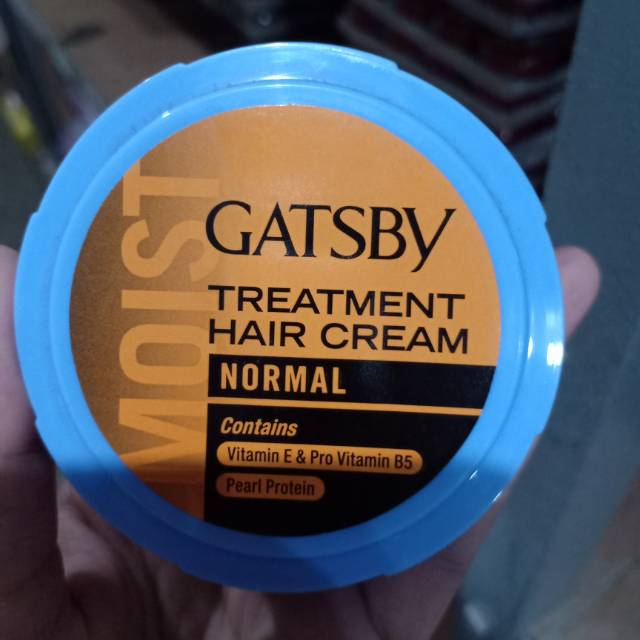 MOIST
GATSBY
TREATMENT
HAIR CREAM
NORMAL
Contains
Vitamin E & Pro Vitamin B5
Pearl Protein